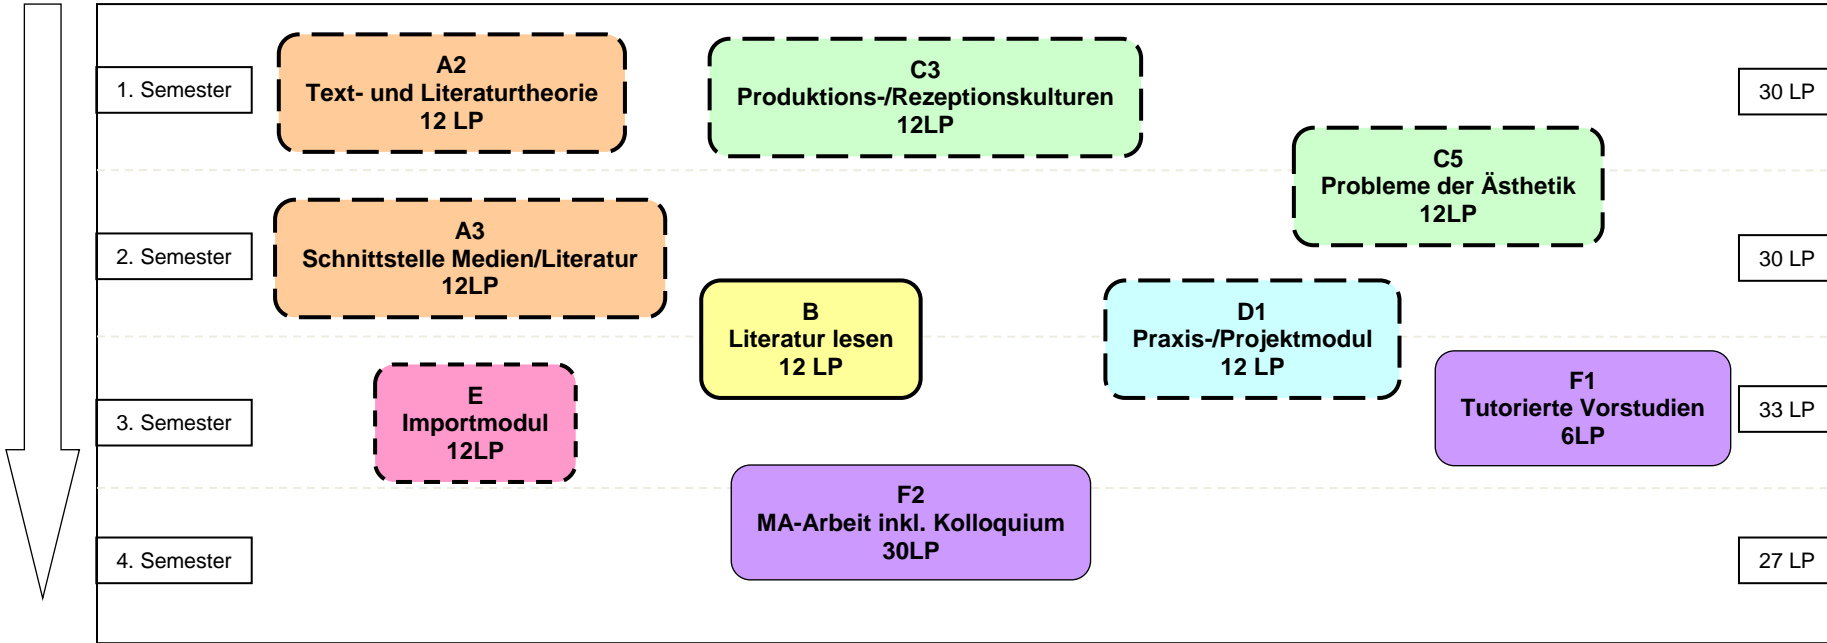 1. Semester
A2
Text- und Literaturtheorie
12 LP
C3
Produktions-/Rezeptionskulturen
12LP
30 LP
C5
Probleme der Ästhetik
12LP
2. Semester
A3
Schnittstelle Medien/Literatur
12LP
30 LP
B
Literatur lesen
12 LP
D1
Praxis-/Projektmodul
12 LP
3. Semester
E
Importmodul
12LP
F1
Tutorierte Vorstudien
6LP
33 LP
F2
MA-Arbeit inkl. Kolloquium
30LP
4. Semester
27 LP